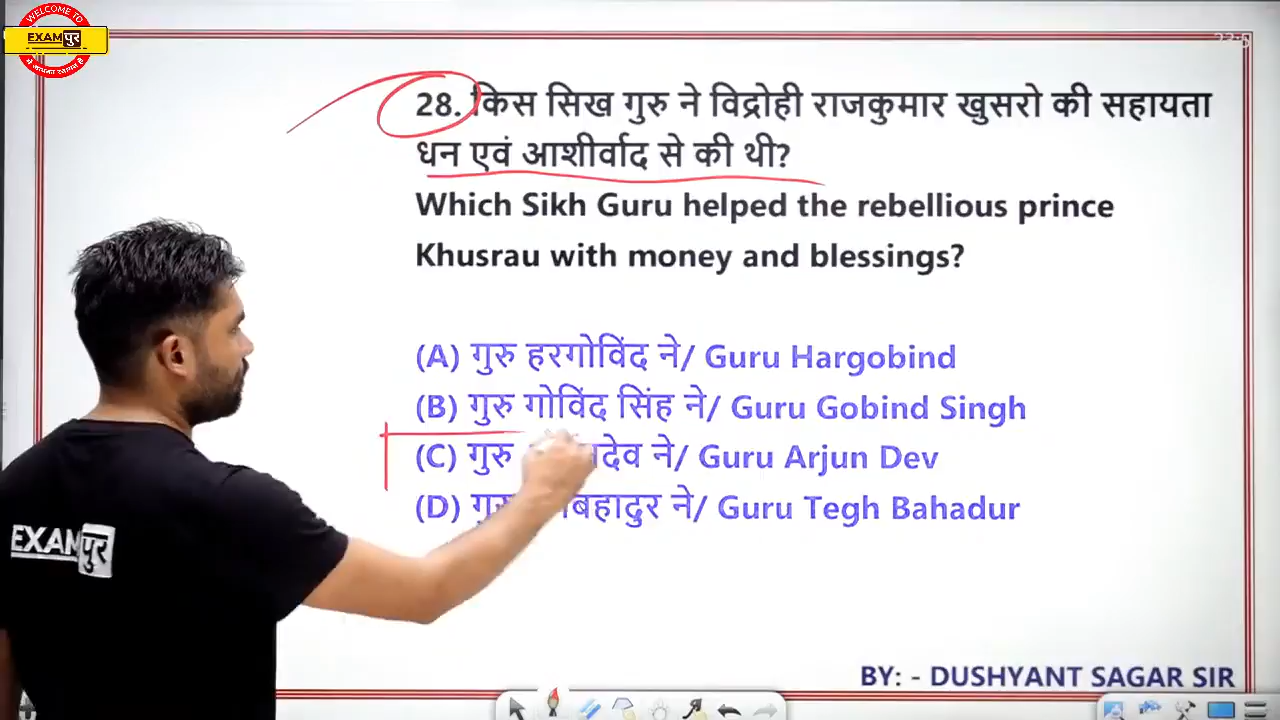 WELCOME TO
EXAMपुर
23:5
28. किस सिख गुरु ने विद्रोही राजकुमार खुसरो की सहायता
धन एवं आशीर्वाद से की थी?
Which Sikh Guru helped the rebellious prince
Khusrau with money and blessings?
(A) गुरु हरगोविंद ने/ Guru Hargobind
(B) गुरु गोविंद सिंह ने/ Guru Gobind Singh
(C) गुरु ने/ Guru Arjun Dev
(D) ने/ Guru Tegh Bahadur
EXAMपुर
BY: - DUSHYANT SAGAR SIR